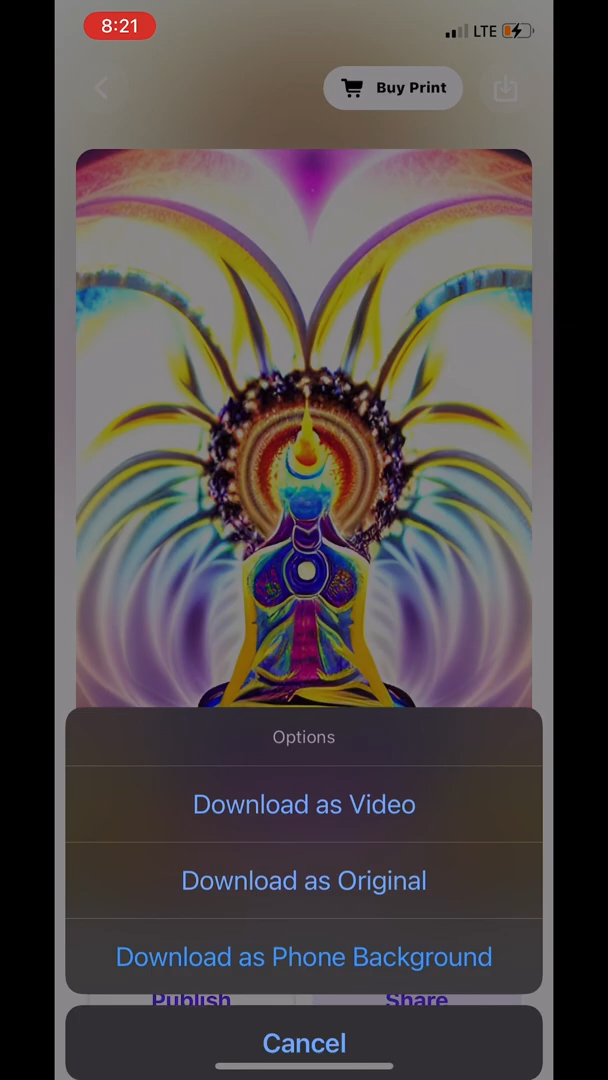 8:21
LTE
Buy Print
Options
Download as Video
Download as Original
Download as Phone Background
Publish
Share
Cancel